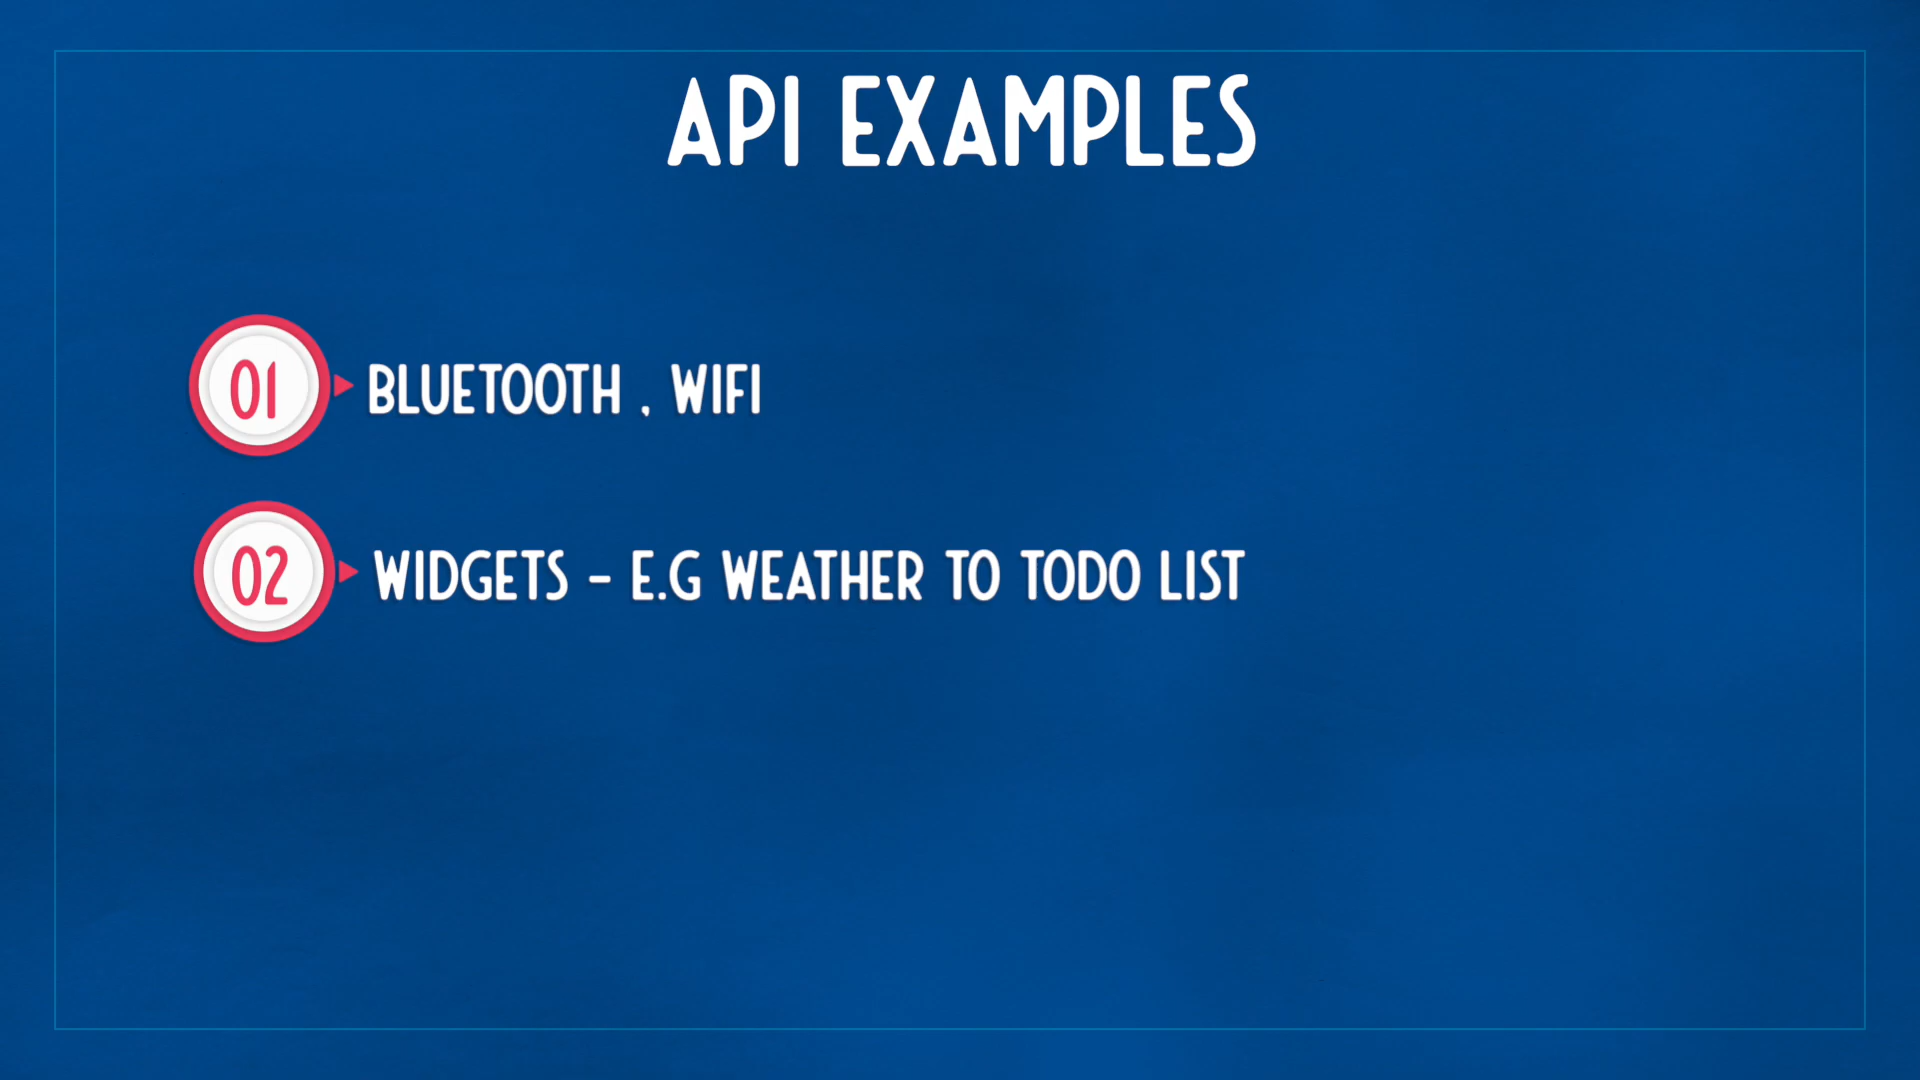 API EXAMPLES
01 BLUETOOTH , WIFI
02 WIDGETS - E.G WEATHER TO TODO LIST